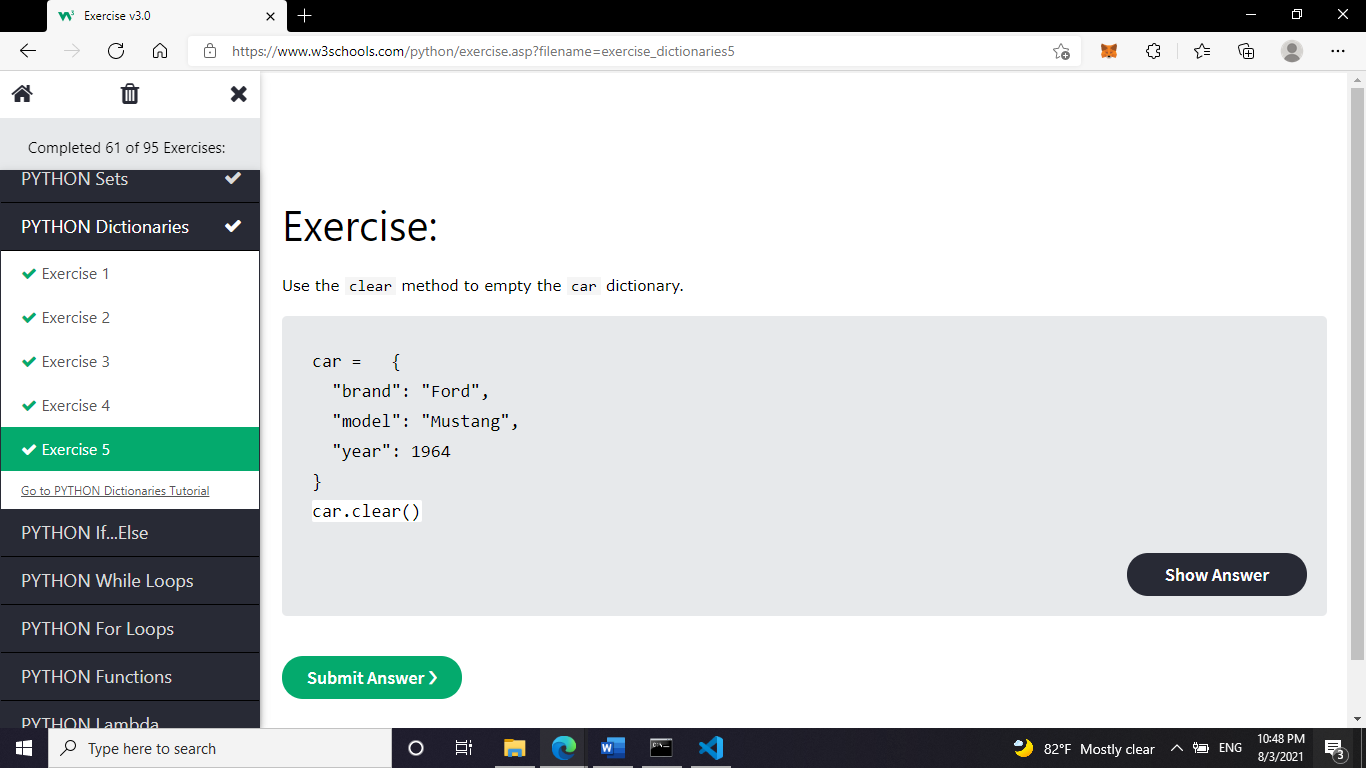 Exercise v3.0
https://www.w3schools.com/python/exercise.asp?filename=exercise_dictionaries5
Completed 61 of 95 Exercises:
PYTHON Sets
PYTHON Dictionaries
Exercise 1
Exercise 2
Exercise 3
Exercise 4
Exercise 5
Go to PYTHON Dictionaries Tutorial
PYTHON If...Else
PYTHON While Loops
PYTHON For Loops
PYTHON Functions
PYTHON Lambda
Exercise:
Use the clear method to empty the car dictionary.
car =   {
  "brand": "Ford",
  "model": "Mustang",
  "year": 1964
}
car.clear()
Show Answer
Submit Answer ❯
Type here to search
82°F Mostly clear
ENG
10:48 PM
8/3/2021
3